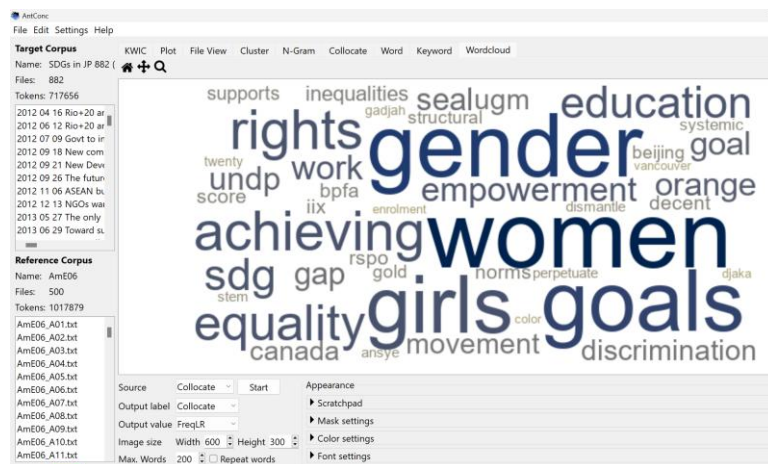 AntConc
File Edit Settings Help
Target Corpus
Name: SDGs in JP 882 (
Files: 882
Tokens: 717656
2012 04 16 Rio+20 ar
2012 06 12 Rio+20 ar
2012 07 09 Govt to in
2012 09 18 New com
2012 09 21 New Deve
2012 09 26 The future
2012 11 06 ASEAN bu
2012 12 13 NGOs war
2013 05 27 The only
2013 06 29 Toward su
Reference Corpus
Name: AmE06
Files: 500
Tokens: 1017879
AmE06_A01.txt
AmE06_A02.txt
AmE06_A03.txt
AmE06_A04.txt
AmE06_A05.txt
AmE06_A06.txt
AmE06_A07.txt
AmE06_A08.txt
AmE06_A09.txt
AmE06_A10.txt
AmE06_A11.txt
KWIC Plot File View Cluster N-Gram Collocate Word Keyword Wordcloud
supports inequalities sealugm education
gadjah structural systemic
rights gender beijing goal
twenty work vancouver
undp bpfa empowerment orange
score iix enrolment dismantle decent
achieving women
rspo
sdg gap gold norms perpetuate djaka
stem girls goals
equality color
canada ansye movement discrimination
Source Collocate Start
Output label Collocate
Output value FreqLR
Image size Width 600 Height 300
Max. Words 200 Repeat words
Appearance
Scratchpad
Mask settings
Color settings
Font settings